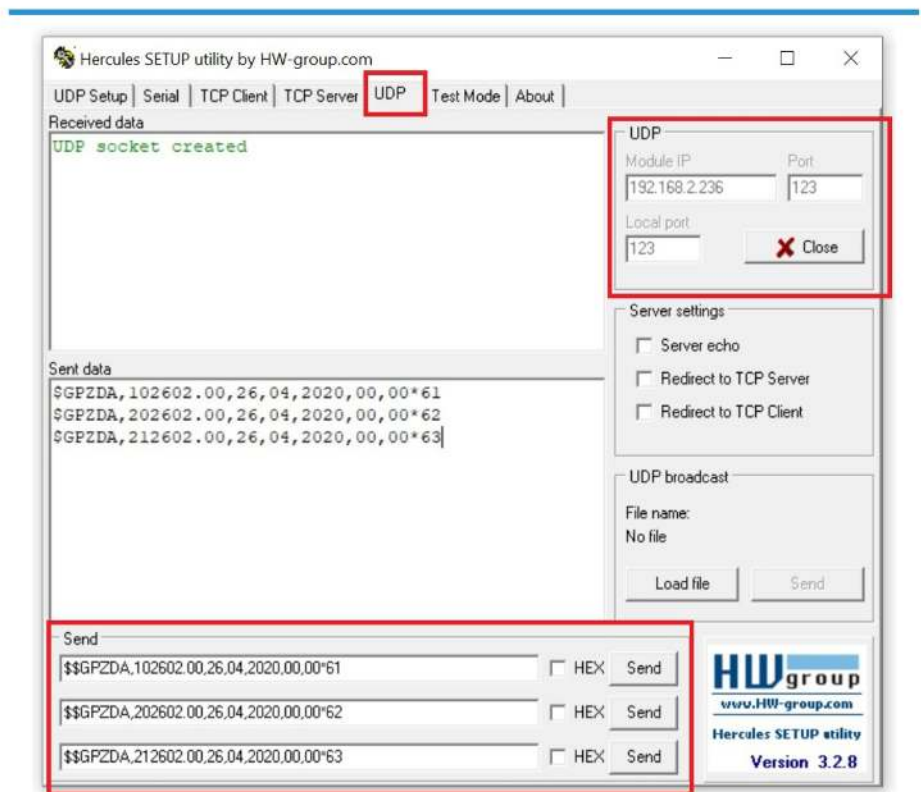 Hercules SETUP utility by HW-group.com
UDP Setup Serial TCP Client TCP Server UDP Test Mode About
Received data
UDP socket created
UDP
Module IP Port
192.168.2.236 123
Local port
123 Close
Server settings
Server echo
Redirect to TCP Server
Redirect to TCP Client
Sent data
$GPZDA,102602.00,26,04,2020,00,00*61
$GPZDA,202602.00,26,04,2020,00,00*62
$GPZDA,212602.00,26,04,2020,00,00*63
UDP broadcast
File name:
No file
Load file Send
Send
$$GPZDA,102602.00,26,04,2020,00,00*61 HEX Send
$$GPZDA,202602.00,26,04,2020,00,00*62 HEX Send
$$GPZDA,212602.00,26,04,2020,00,00*63 HEX Send
HWgroup
www.HW-group.com
Hercules SETUP utility
Version 3.2.8